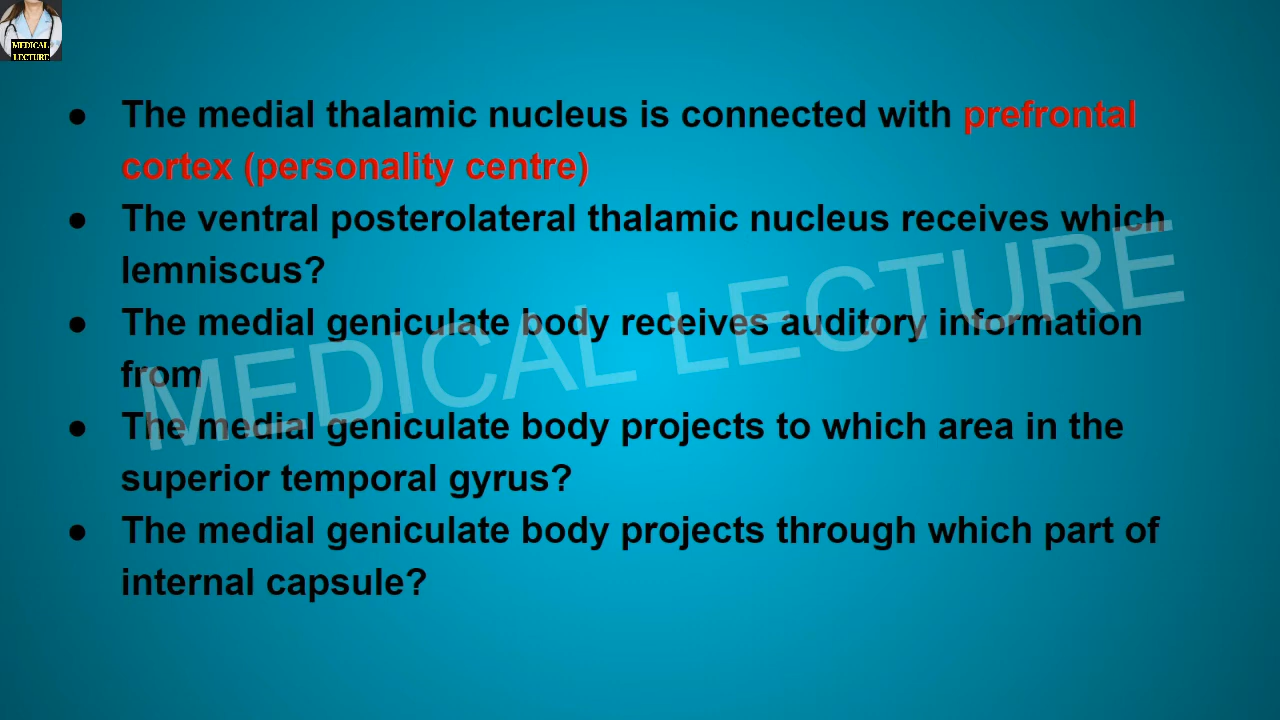 MEDICAL
LECTURE
● The medial thalamic nucleus is connected with prefrontal
cortex (personality centre)
● The ventral posterolateral thalamic nucleus receives which
lemniscus?
● The medial geniculate body receives auditory information
from
● The medial geniculate body projects to which area in the
superior temporal gyrus?
● The medial geniculate body projects through which part of
internal capsule?
MEDICAL LECTURE